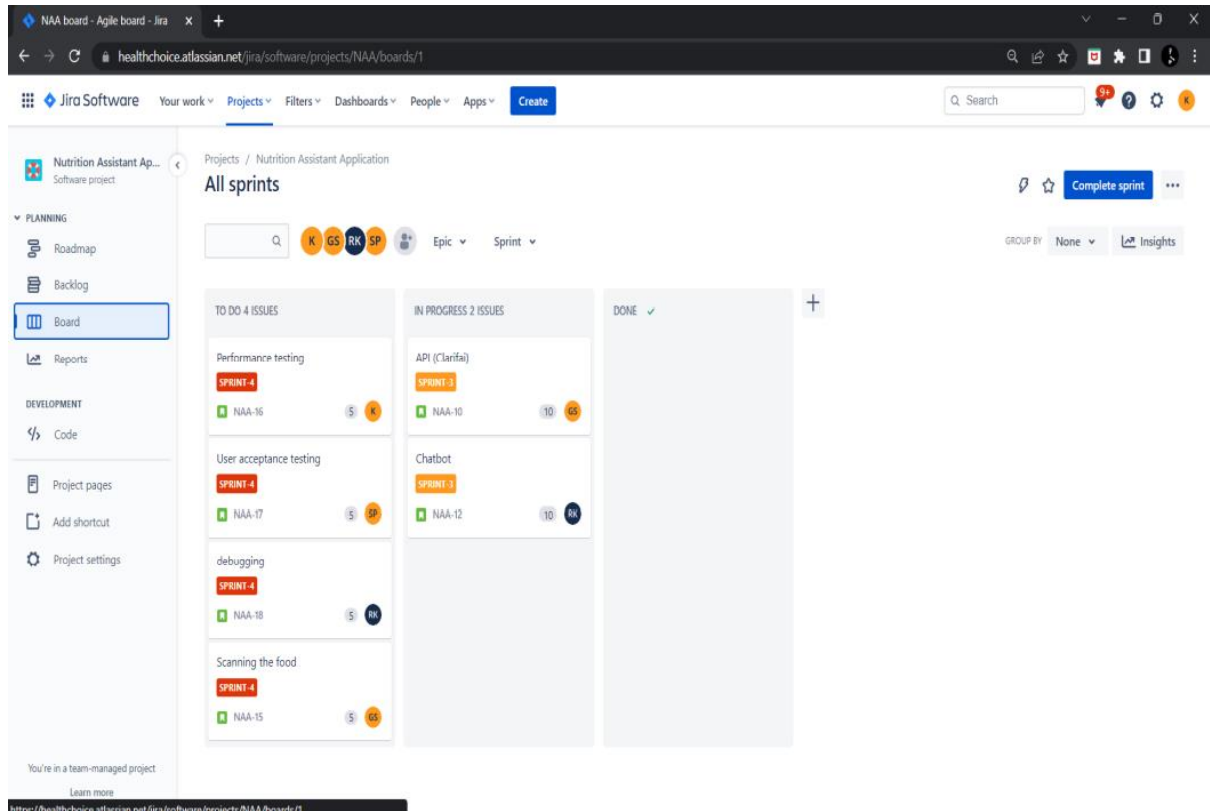 NAA board - Agile board - Jira
healthchoice.atlassian.net/jira/software/projects/NAA/boards/1
Jira Software Your work Projects Filters Dashboards People Apps Create Search 9+ K
Nutrition Assistant Ap...
Software project
PLANNING
Roadmap
Backlog
Board
Reports
DEVELOPMENT
Code
Project pages
Add shortcut
Project settings
You're in a team-managed project
Learn more
Projects / Nutrition Assistant Application
All sprints
Complete sprint
K GS RK SP Epic Sprint GROUP BY None Insights
TO DO 4 ISSUES
Performance testing
SPRINT-4
NAA-16 5 K
User acceptance testing
SPRINT-4
NAA-17 5 SP
debugging
SPRINT-4
NAA-18 5 RK
Scanning the food
SPRINT-4
NAA-15 5 GS
IN PROGRESS 2 ISSUES
API (Clarifai)
SPRINT-3
NAA-10 10 GS
Chatbot
SPRINT-3
NAA-12 10 RK
DONE
https://healthchoice.atlassian.net/jira/software/projects/NAA/boards/1